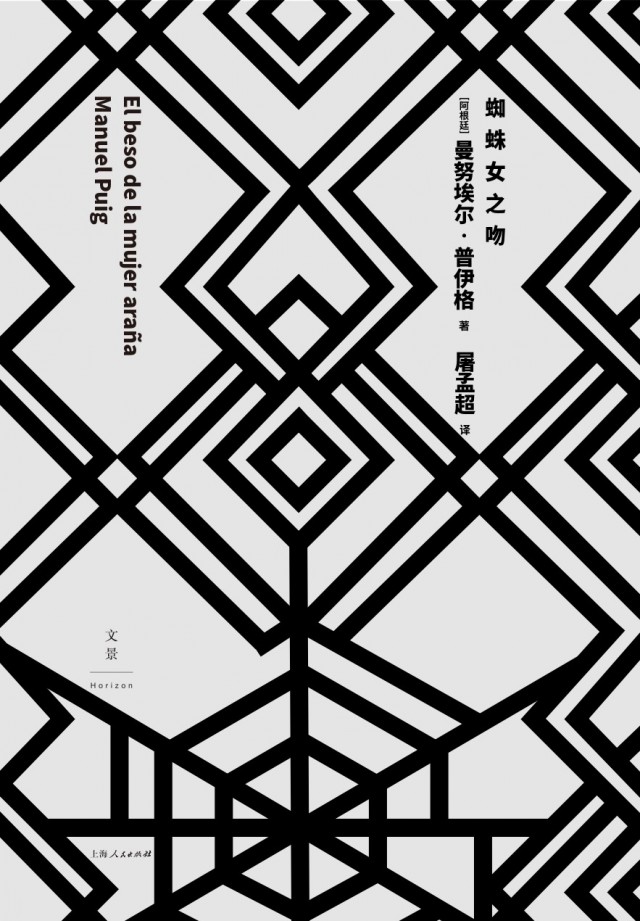 蜘蛛女之吻
[阿根廷] 曼努埃尔·普伊格 著 屠孟超 译
El beso de la mujer araña
Manuel Puig
文景
Horizon
上海人民出版社